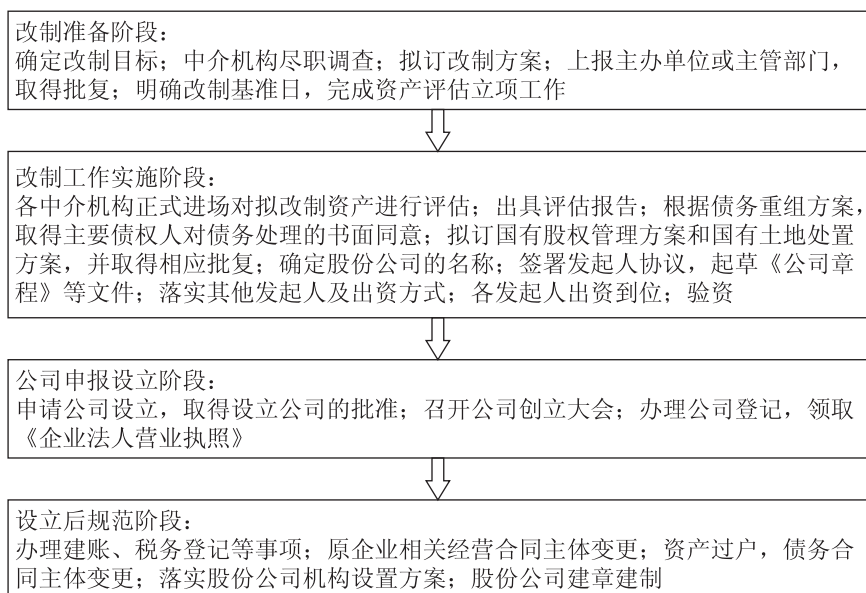 改制准备阶段：
确定改制目标；中介机构尽职调查；拟订改制方案；上报主办单位或主管部门，
取得批复；明确改制基准日，完成资产评估立项工作
改制工作实施阶段：
各中介机构正式进场对拟改制资产进行评估；出具评估报告；根据债务重组方案，
取得主要债权人对债务处理的书面同意；拟订国有股权管理方案和国有土地处置
方案，并取得相应批复；确定股份公司的名称；签署发起人协议，起草《公司章
程》等文件；落实其他发起人及出资方式；各发起人出资到位；验资
公司申报设立阶段：
申请公司设立，取得设立公司的批准；召开公司创立大会；办理公司登记，领取
《企业法人营业执照》
设立后规范阶段：
办理建账、税务登记等事项；原企业相关经营合同主体变更；资产过户，债务合
同主体变更；落实股份公司机构设置方案；股份公司建章建制